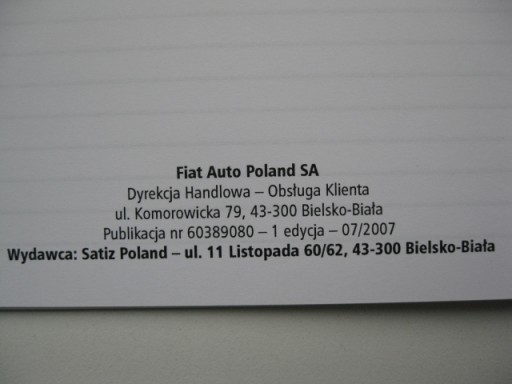 Fiat Auto Poland SA
Dyrekcja Handlowa – Obsługa Klienta
ul. Komorowicka 79, 43-300 Bielsko-Biała
Publikacja nr 60389080 – 1 edycja – 07/2007
Wydawca: Satiz Poland – ul. 11 Listopada 60/62, 43-300 Bielsko-Biała